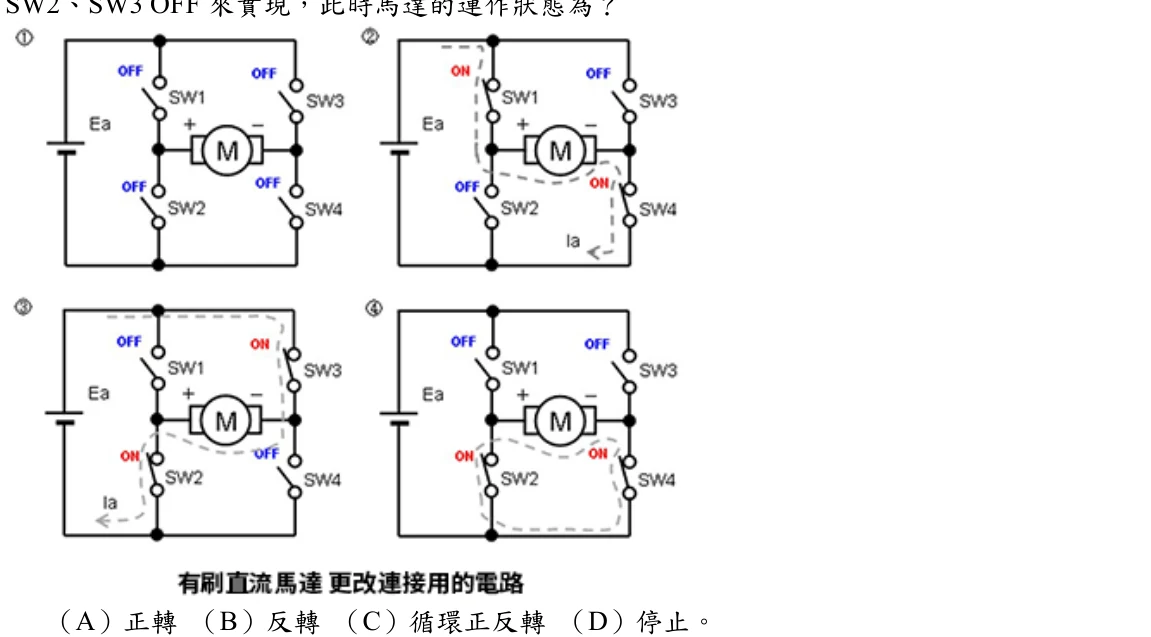 SW2、SW3 OFF 來實現，此時馬達的運作狀態為？
① ②
OFF OFF ON OFF
SW1 SW3 SW1 SW3
Ea + − Ea + −
M M
OFF OFF OFF ON
SW2 SW4 SW2 SW4
Ia
③ ④
OFF ON OFF OFF
SW1 SW3 SW1 SW3
Ea + − Ea + −
M M
ON OFF ON ON
SW2 SW4 SW2 SW4
Ia
有刷直流馬達 更改連接用的電路
（A）正轉 （B）反轉 （C）循環正反轉 （D）停止。